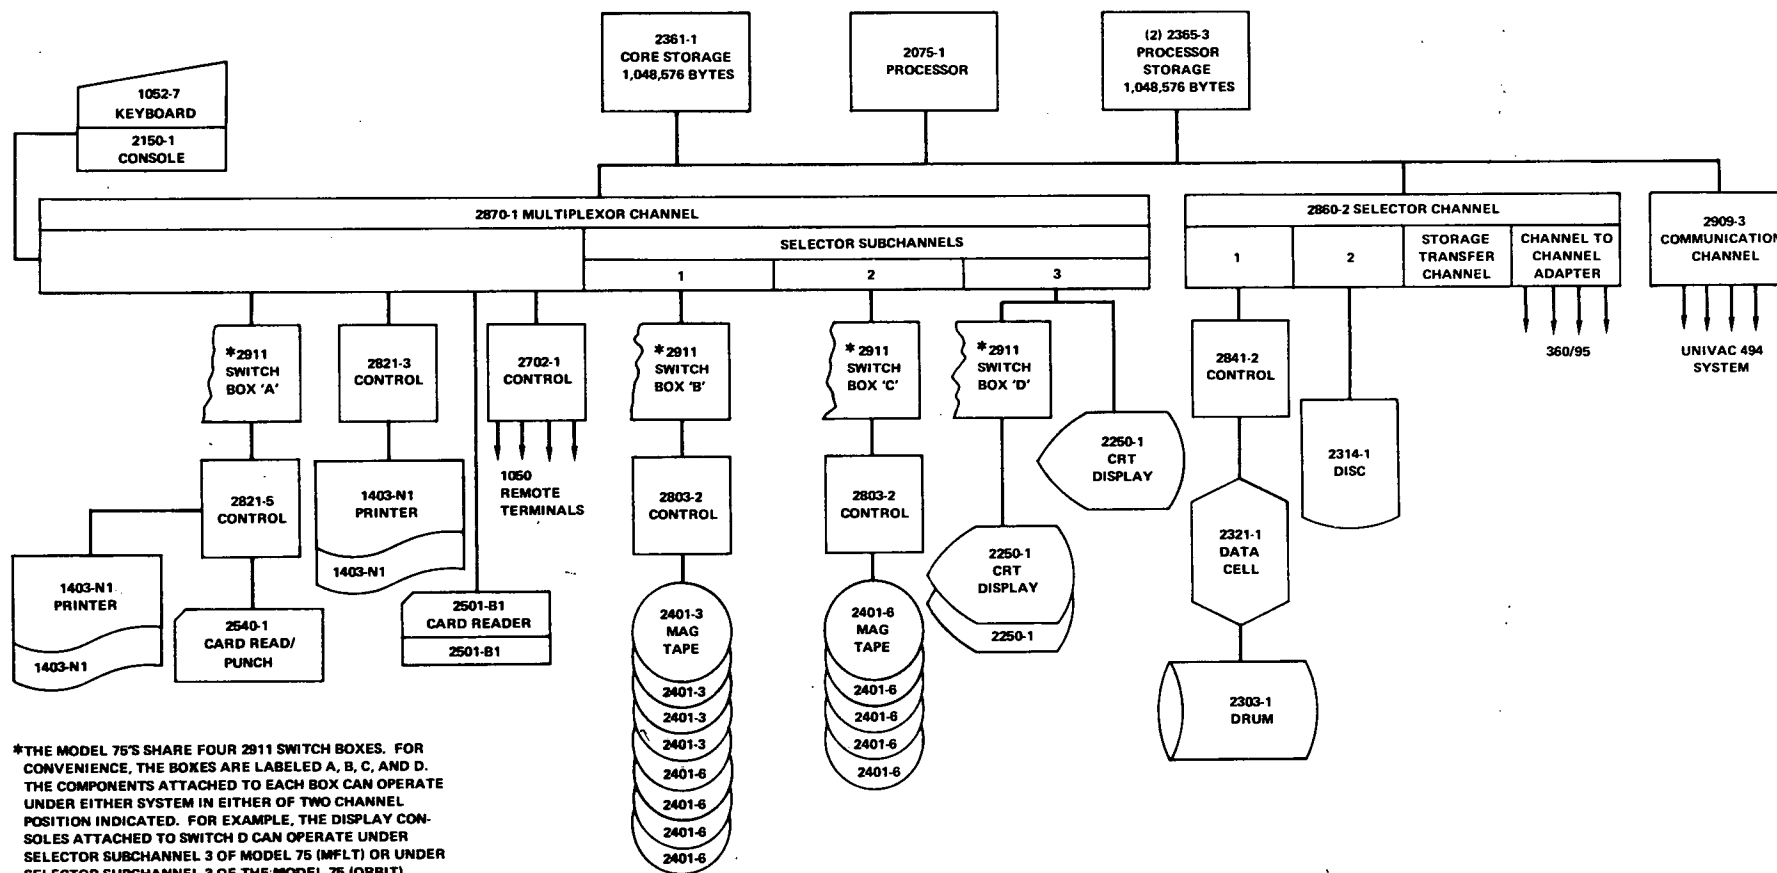 2361-1
CORE STORAGE
1,048,576 BYTES
2075-1
PROCESSOR
(2) 2365-3
PROCESSOR
STORAGE
1,048,576 BYTES
1052-7
KEYBOARD
2150-1
CONSOLE
2870-1 MULTIPLEXOR CHANNEL
SELECTOR SUBCHANNELS
1
2
3
2860-2 SELECTOR CHANNEL
1
2
STORAGE
TRANSFER
CHANNEL
CHANNEL TO
CHANNEL
ADAPTER
2909-3
COMMUNICATION
CHANNEL
*2911
SWITCH
BOX 'A'
2821-3
CONTROL
2702-1
CONTROL
*2911
SWITCH
BOX 'B'
*2911
SWITCH
BOX 'C'
*2911
SWITCH
BOX 'D'
2841-2
CONTROL
360/95
UNIVAC 494
SYSTEM
2821-5
CONTROL
1403-N1
PRINTER
1403-N1
1050
REMOTE
TERMINALS
2803-2
CONTROL
2803-2
CONTROL
2250-1
CRT
DISPLAY
2314-1
DISC
1403-N1
PRINTER
1403-N1
2540-1
CARD READ/
PUNCH
2501-B1
CARD READER
2501-B1
2401-3
MAG
TAPE
2401-3
2401-3
2401-3
2401-6
2401-6
2401-6
2401-6
2401-6
MAG
TAPE
2401-6
2401-6
2401-6
2401-6
2250-1
CRT
DISPLAY
2250-1
2321-1
DATA
CELL
2303-1
DRUM
*THE MODEL 75'S SHARE FOUR 2911 SWITCH BOXES. FOR
CONVENIENCE, THE BOXES ARE LABELED A, B, C, AND D.
THE COMPONENTS ATTACHED TO EACH BOX CAN OPERATE
UNDER EITHER SYSTEM IN EITHER OF TWO CHANNEL
POSITION INDICATED. FOR EXAMPLE, THE DISPLAY CON-
SOLES ATTACHED TO SWITCH D CAN OPERATE UNDER
SELECTOR SUBCHANNEL 3 OF MODEL 75 (MFLT) OR UNDER
SELECTOR SUBCHANNEL 3 OF THE MODEL 75 (ORBIT)